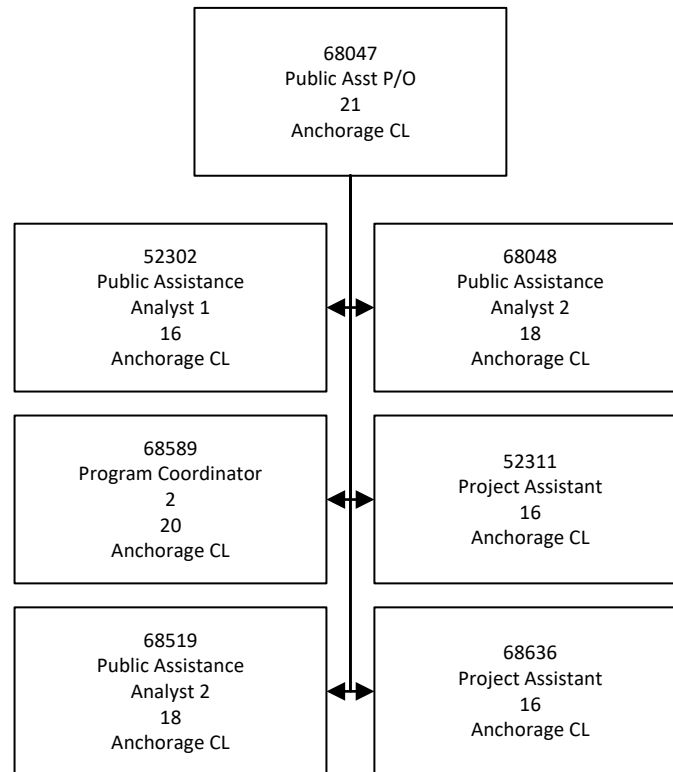 68047
Public Asst P/O
21
Anchorage CL
52302
Public Assistance
Analyst 1
16
Anchorage CL
68048
Public Assistance
Analyst 2
18
Anchorage CL
68589
Program Coordinator
2
20
Anchorage CL
52311
Project Assistant
16
Anchorage CL
68519
Public Assistance
Analyst 2
18
Anchorage CL
68636
Project Assistant
16
Anchorage CL